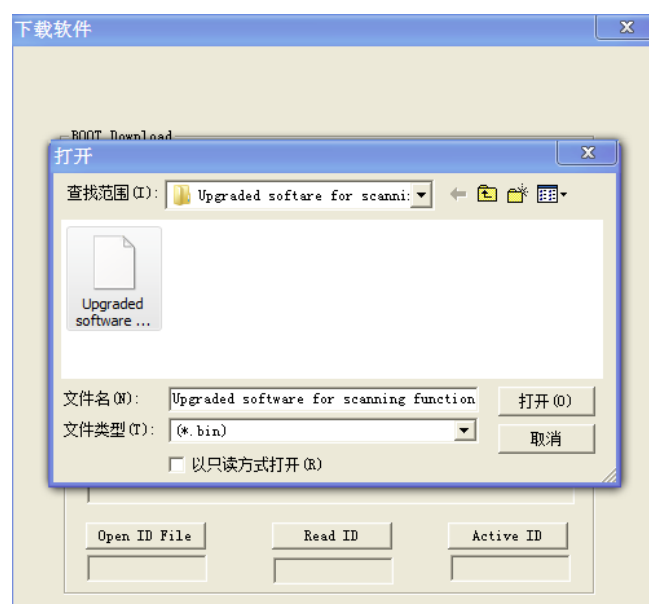 下载软件
BOOT Download
打开
查找范围(I):
Upgraded softare for scanni
Upgraded
software ...
文件名(N):
Upgraded software for scanning function
打开(O)
文件类型(T):
(*.bin)
取消
以只读方式打开(R)
Open ID File
Read ID
Active ID